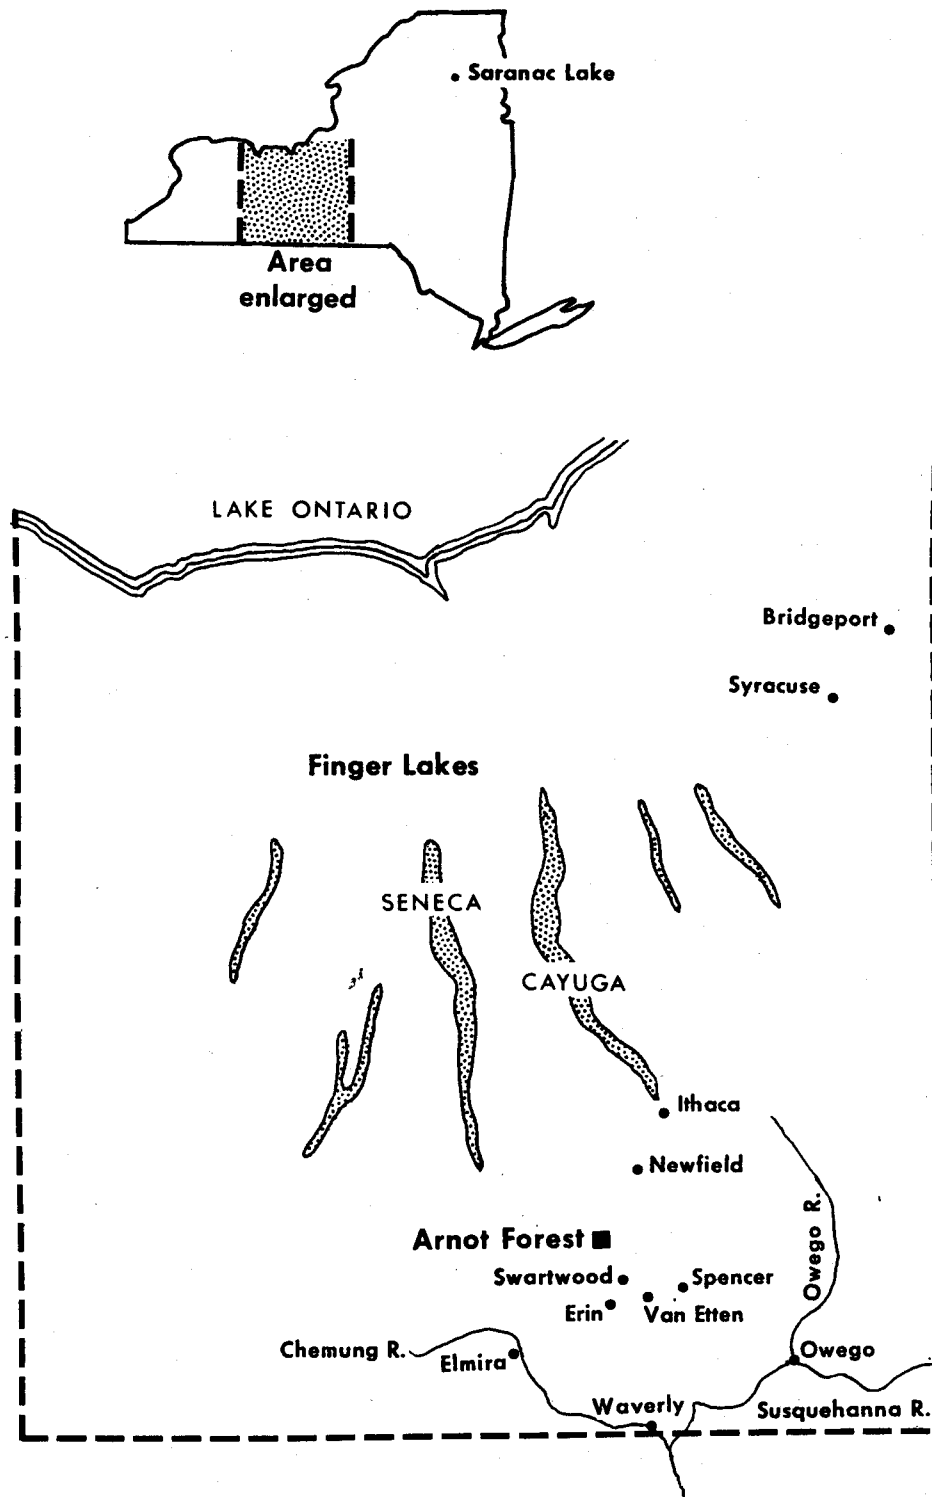 Saranac Lake
Area
enlarged
LAKE ONTARIO
Bridgeport
Syracuse
Finger Lakes
SENECA
CAYUGA
Ithaca
Newfield
Owego R.
Arnot Forest
Swartwood
Spencer
Erin
Van Etten
Chemung R.
Elmira
Owego
Waverly
Susquehanna R.